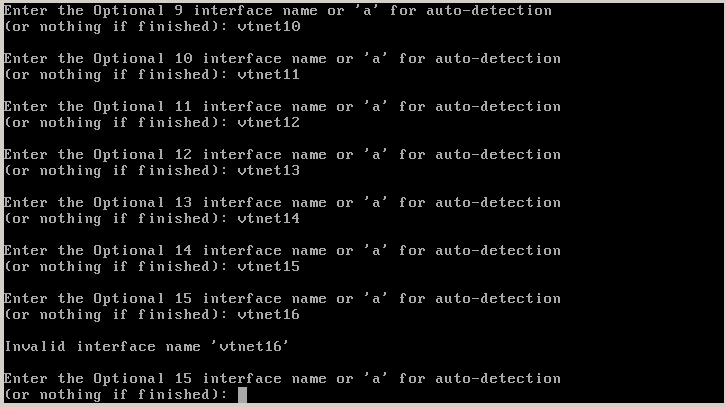 Enter the Optional 9 interface name or 'a' for auto-detection
(or nothing if finished): vtnet10
Enter the Optional 10 interface name or 'a' for auto-detection
(or nothing if finished): vtnet11
Enter the Optional 11 interface name or 'a' for auto-detection
(or nothing if finished): vtnet12
Enter the Optional 12 interface name or 'a' for auto-detection
(or nothing if finished): vtnet13
Enter the Optional 13 interface name or 'a' for auto-detection
(or nothing if finished): vtnet14
Enter the Optional 14 interface name or 'a' for auto-detection
(or nothing if finished): vtnet15
Enter the Optional 15 interface name or 'a' for auto-detection
(or nothing if finished): vtnet16
Invalid interface name 'vtnet16'
Enter the Optional 15 interface name or 'a' for auto-detection
(or nothing if finished):